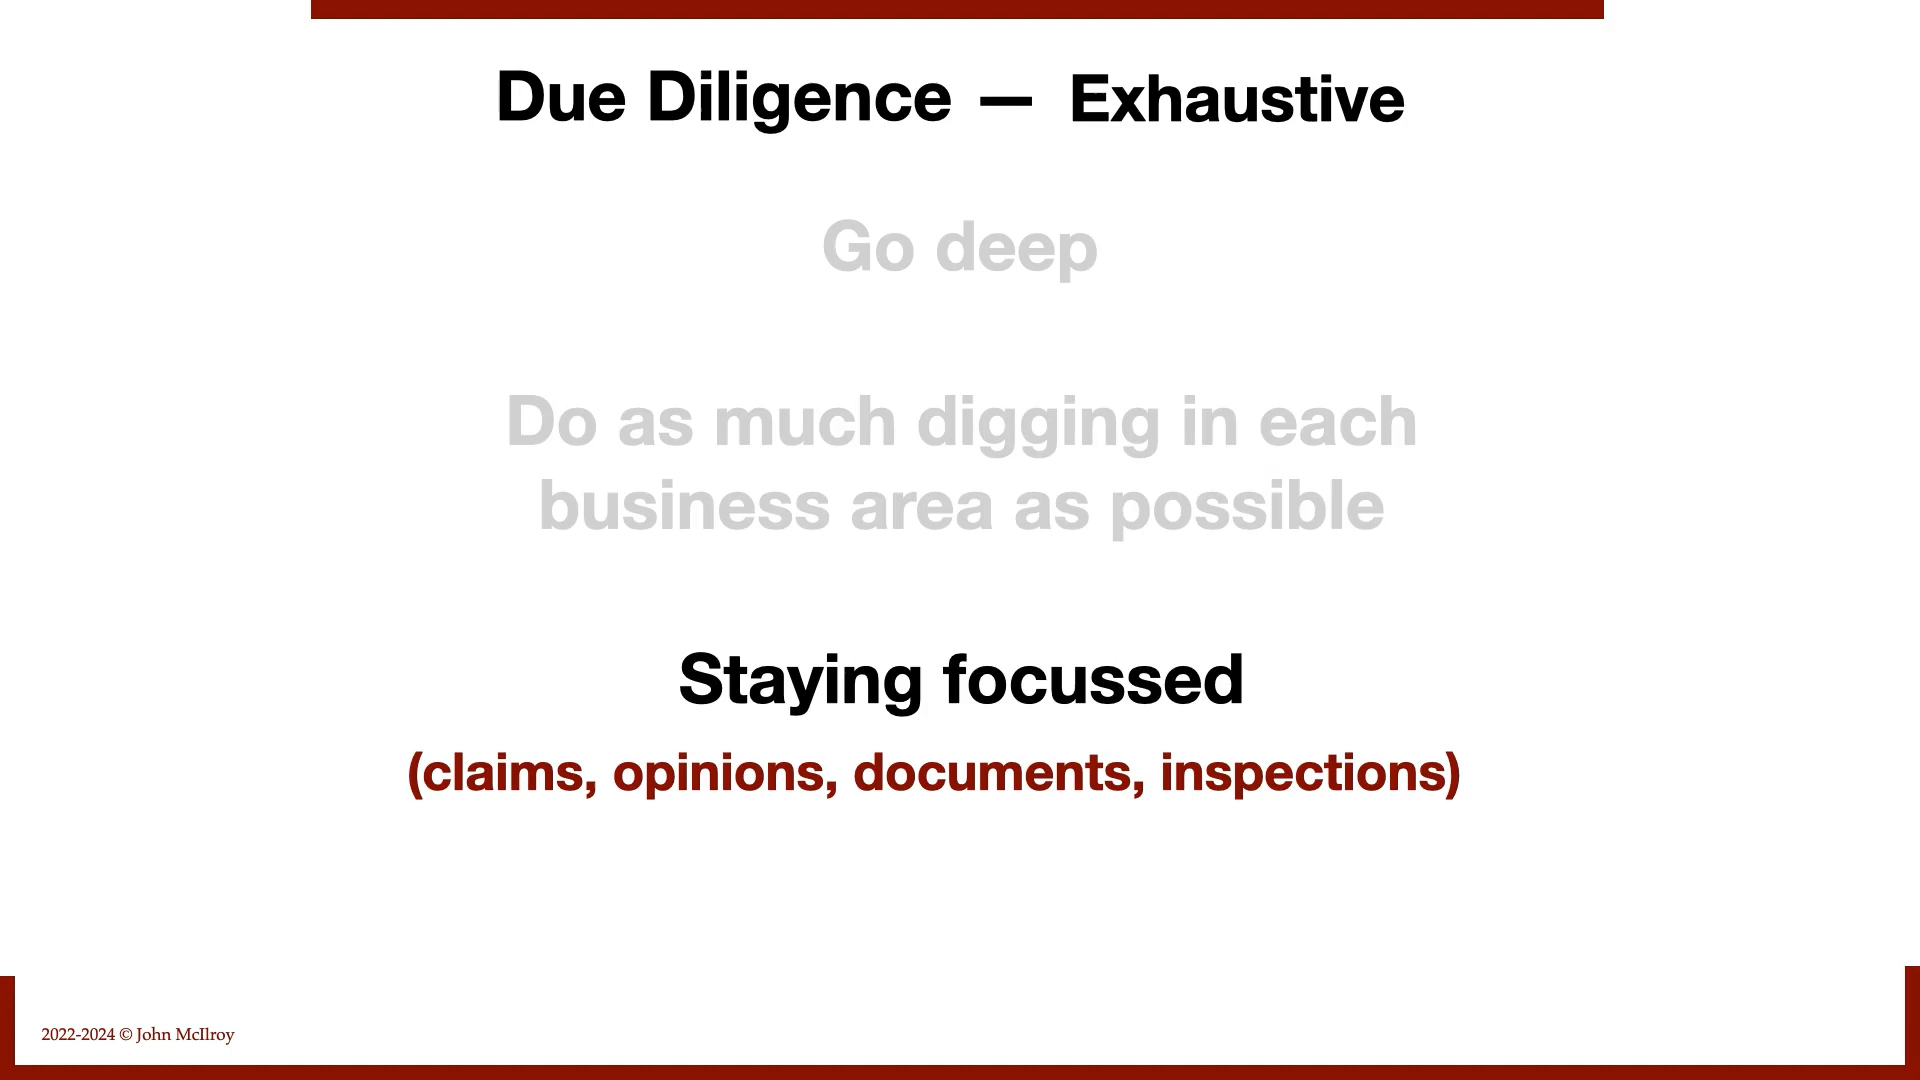 Due Diligence — Exhaustive
Go deep
Do as much digging in each
business area as possible
Staying focussed
(claims, opinions, documents, inspections)
2022-2024 © John McIlroy